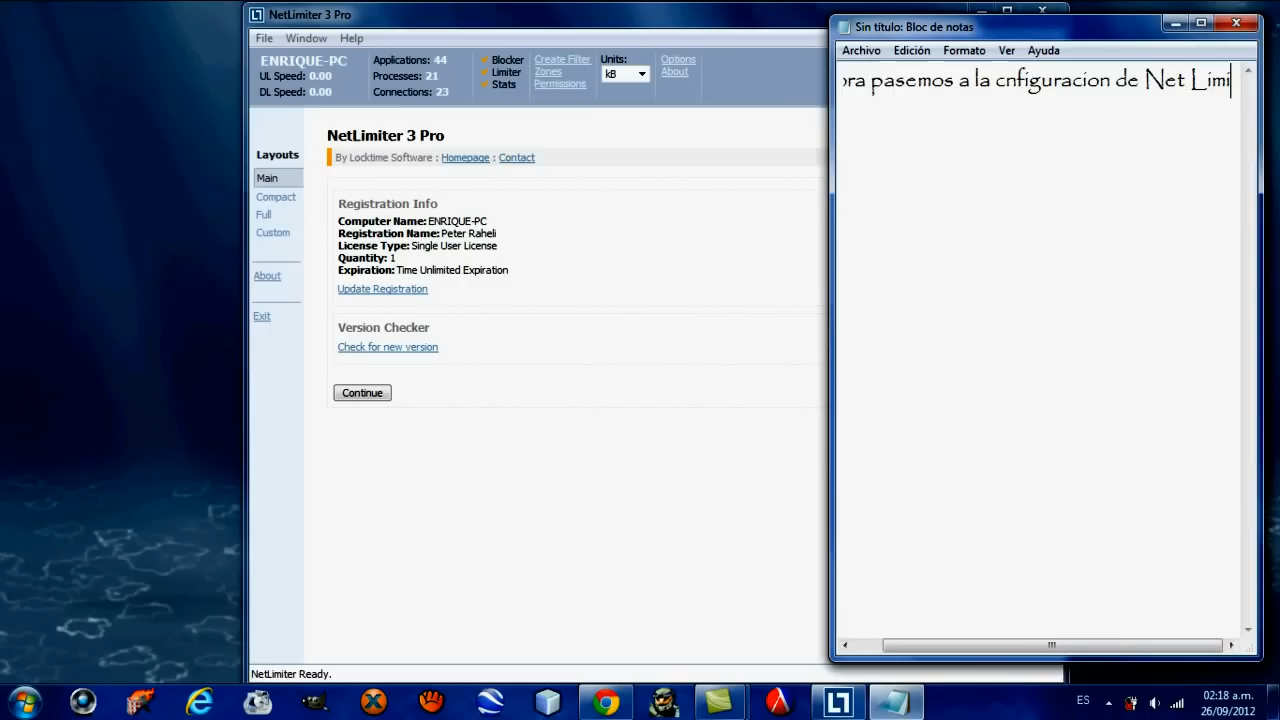 NetLimiter 3 Pro
File Window Help
ENRIQUE-PC
UL Speed: 0.00
DL Speed: 0.00
Applications: 44
Processes: 21
Connections: 23
Blocker
Limiter
Stats
Create Filter
Zones
Permissions
Units:
kB
Options
About
Layouts
Main
Compact
Full
Custom
About
Exit
NetLimiter 3 Pro
By Locktime Software : Homepage : Contact
Registration Info
Computer Name: ENRIQUE-PC
Registration Name: Peter Raheli
License Type: Single User License
Quantity: 1
Expiration: Time Unlimited Expiration
Update Registration
Version Checker
Check for new version
Continue
NetLimiter Ready.
Sin título: Bloc de notas
Archivo Edición Formato Ver Ayuda
ora pasemos a la cnfiguracion de Net Limi
ES
02:18 a.m.
26/09/2012